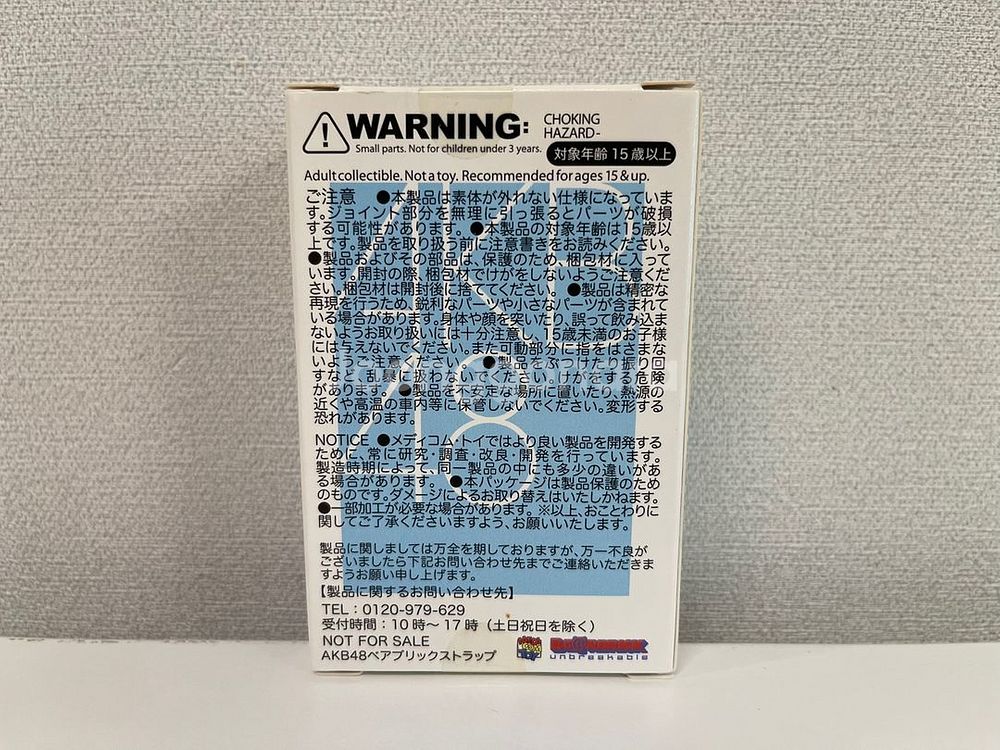 WARNING:
CHOKING
HAZARD-
Small parts. Not for children under 3 years.
対象年齢 15 歳以上
Adult collectible. Not a toy. Recommended for ages 15 & up.
ご注意 ●本製品は素体が外れない仕様になっていま
す。ジョイント部分を無理に引っ張るとパーツが破損
する可能性があります。●本製品の対象年齢は15歳以
上です。製品を取り扱う前に注意書きをお読みください。
●製品およびその部品は、保護のため、梱包材に入って
います。開封の際、梱包材でけがをしないようご注意くだ
さい。梱包材は開封後に捨ててください。 ●製品は精密な
再現を行うため、鋭利なパーツや小さなパーツが含まれて
いる場合があります。身体や顔を突いたり、誤って飲み込ま
ないようお取り扱いには十分注意し、15歳未満のお子様
には与えないでください。また可動部分に指をはさまな
いようご注意ください。 ●製品をぶつけたり振り回
すなど、乱暴に扱わないでください。けがをする危険
があります。 ●製品を不安定な場所に置いたり、熱源の
近くや高温の車内等に保管しないでください。変形する
恐れがあります。
NOTICE ●メディコム・トイではより良い製品を開発する
ために、常に研究・調査・改良・開発を行っています。
製造時期によって、同一製品の中にも多少の違いがあ
る場合があります。 ●本パッケージは製品保護のため
のものです。ダメージによるお取り替えはいたしかねます。
●一部加工が必要な場合があります。※以上、おことわりに
関してご了承くださいますよう、お願いいたします。
製品に関しましては万全を期しておりますが、万一不良が
ございましたら下記お問い合わせ先までご連絡いただきま
すようお願い申し上げます。
【製品に関するお問い合わせ先】
TEL：0120-979-629
受付時間：10時〜17時（土日祝日を除く）
NOT FOR SALE
AKB48ベアブリックストラップ
BE@RBRICK
unbreakable
AKB
48